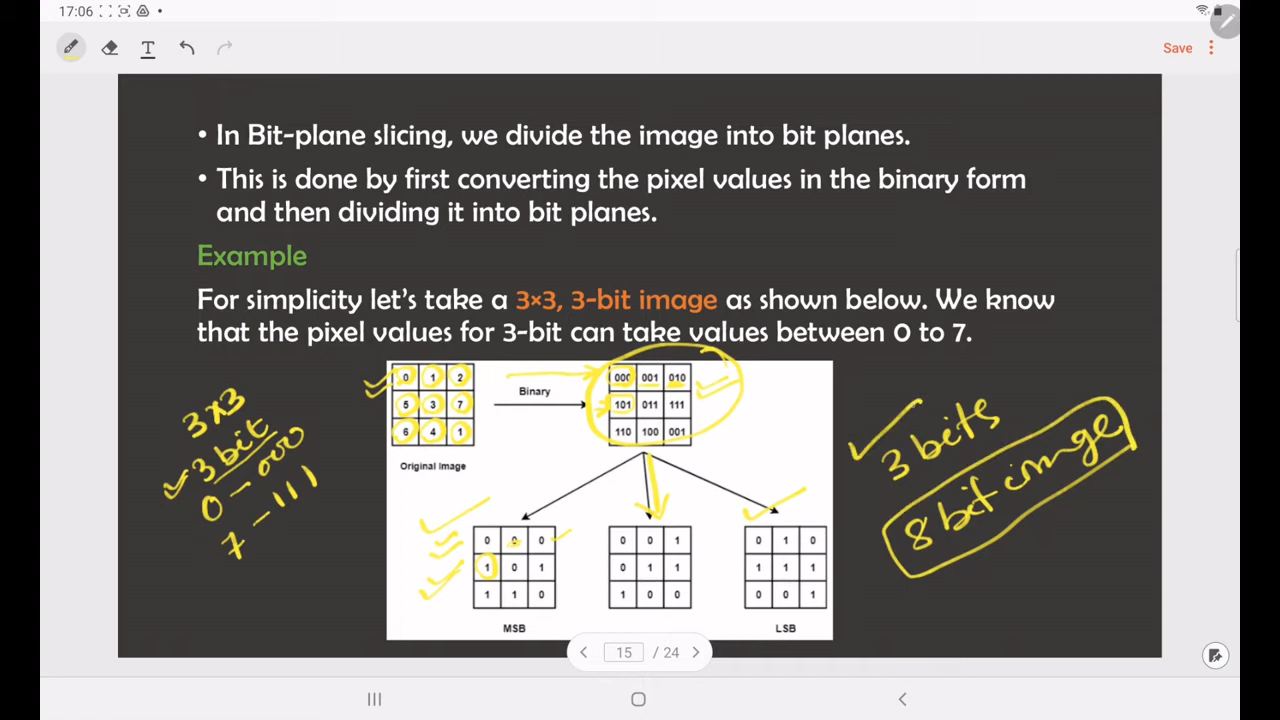 17:06
Save
• In Bit-plane slicing, we divide the image into bit planes.
• This is done by first converting the pixel values in the binary form
and then dividing it into bit planes.
Example
For simplicity let's take a 3×3, 3-bit image as shown below. We know
that the pixel values for 3-bit can take values between 0 to 7.
0 1 2
5 3 7
6 4 1
Original Image
Binary
000 001 010
101 011 111
110 100 001
3×3
3 bit
0 - 000
7 - 111
3 bits
8 bit image
0 0 0
1 0 1
1 1 0
MSB
0 0 1
0 1 1
1 0 0
0 1 0
1 1 1
0 0 1
LSB
15 / 24